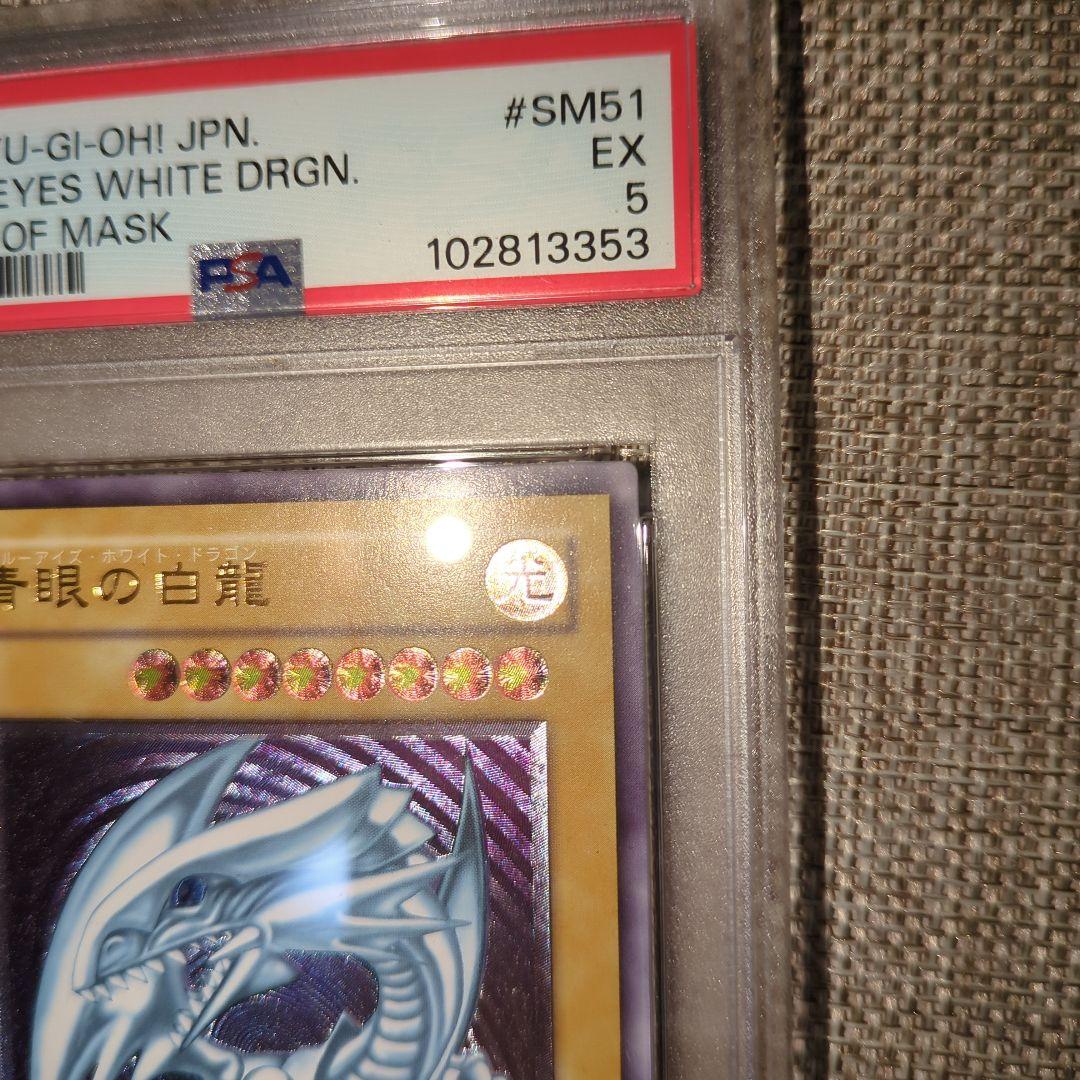 YU-GI-OH! JPN. #SM51
EYES WHITE DRGN. EX
OF MASK 5
PSA 102813353
ルーアイズ・ホワイト・ドラゴン
青眼の白龍 光